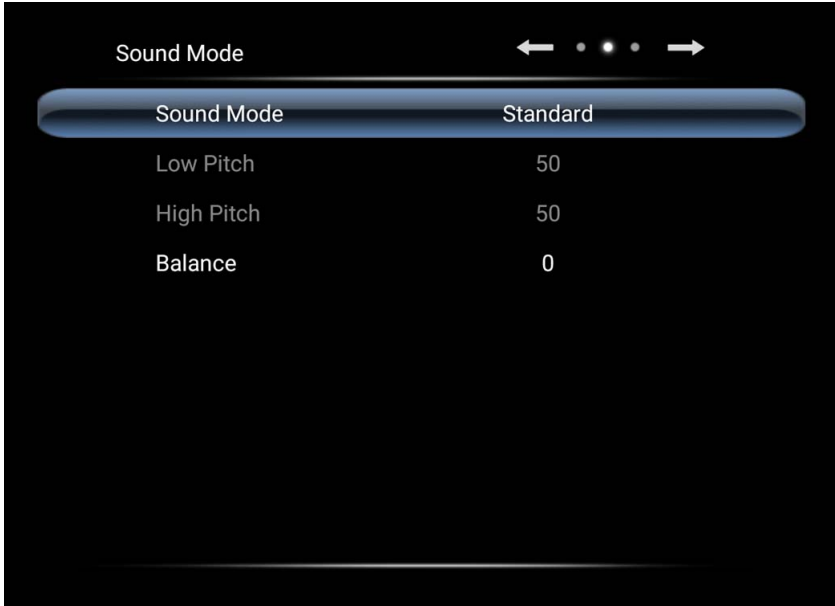 Sound Mode
Sound Mode Standard
Low Pitch 50
High Pitch 50
Balance 0